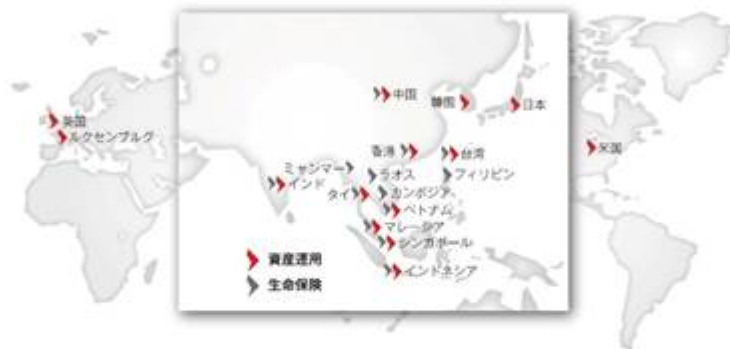 中国
韓国
日本
英国
ルクセンブルグ
香港
台湾
米国
ミャンマー
ラオス
フィリピン
インド
タイ
カンボジア
ベトナム
マレーシア
シンガポール
インドネシア
資産運用
生命保険